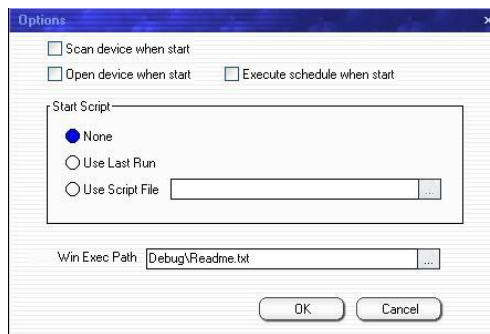 Options
Scan device when start
Open device when start Execute schedule when start
Start Script
None
Use Last Run
Use Script File ...
Win Exec Path Debug\Readme.txt ...
OK Cancel